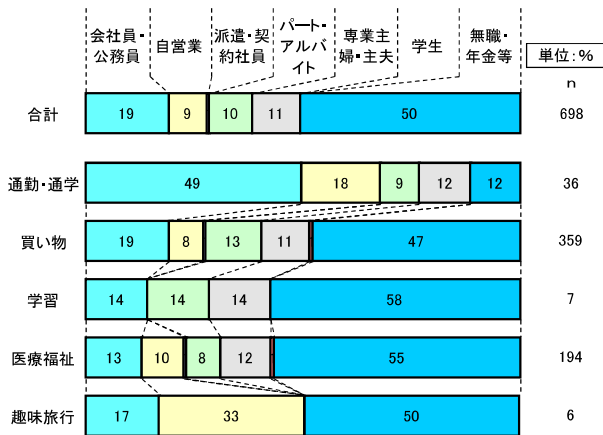 会社員・公務員
自営業
派遣・契約社員
パート・アルバイト
専業主婦・主夫
学生
無職・年金等
単位:%
n
合計 19 9 10 11 50 698
通勤・通学 49 18 9 12 12 36
買い物 19 8 13 11 47 359
学習 14 14 14 58 7
医療福祉 13 10 8 12 55 194
趣味旅行 17 33 50 6